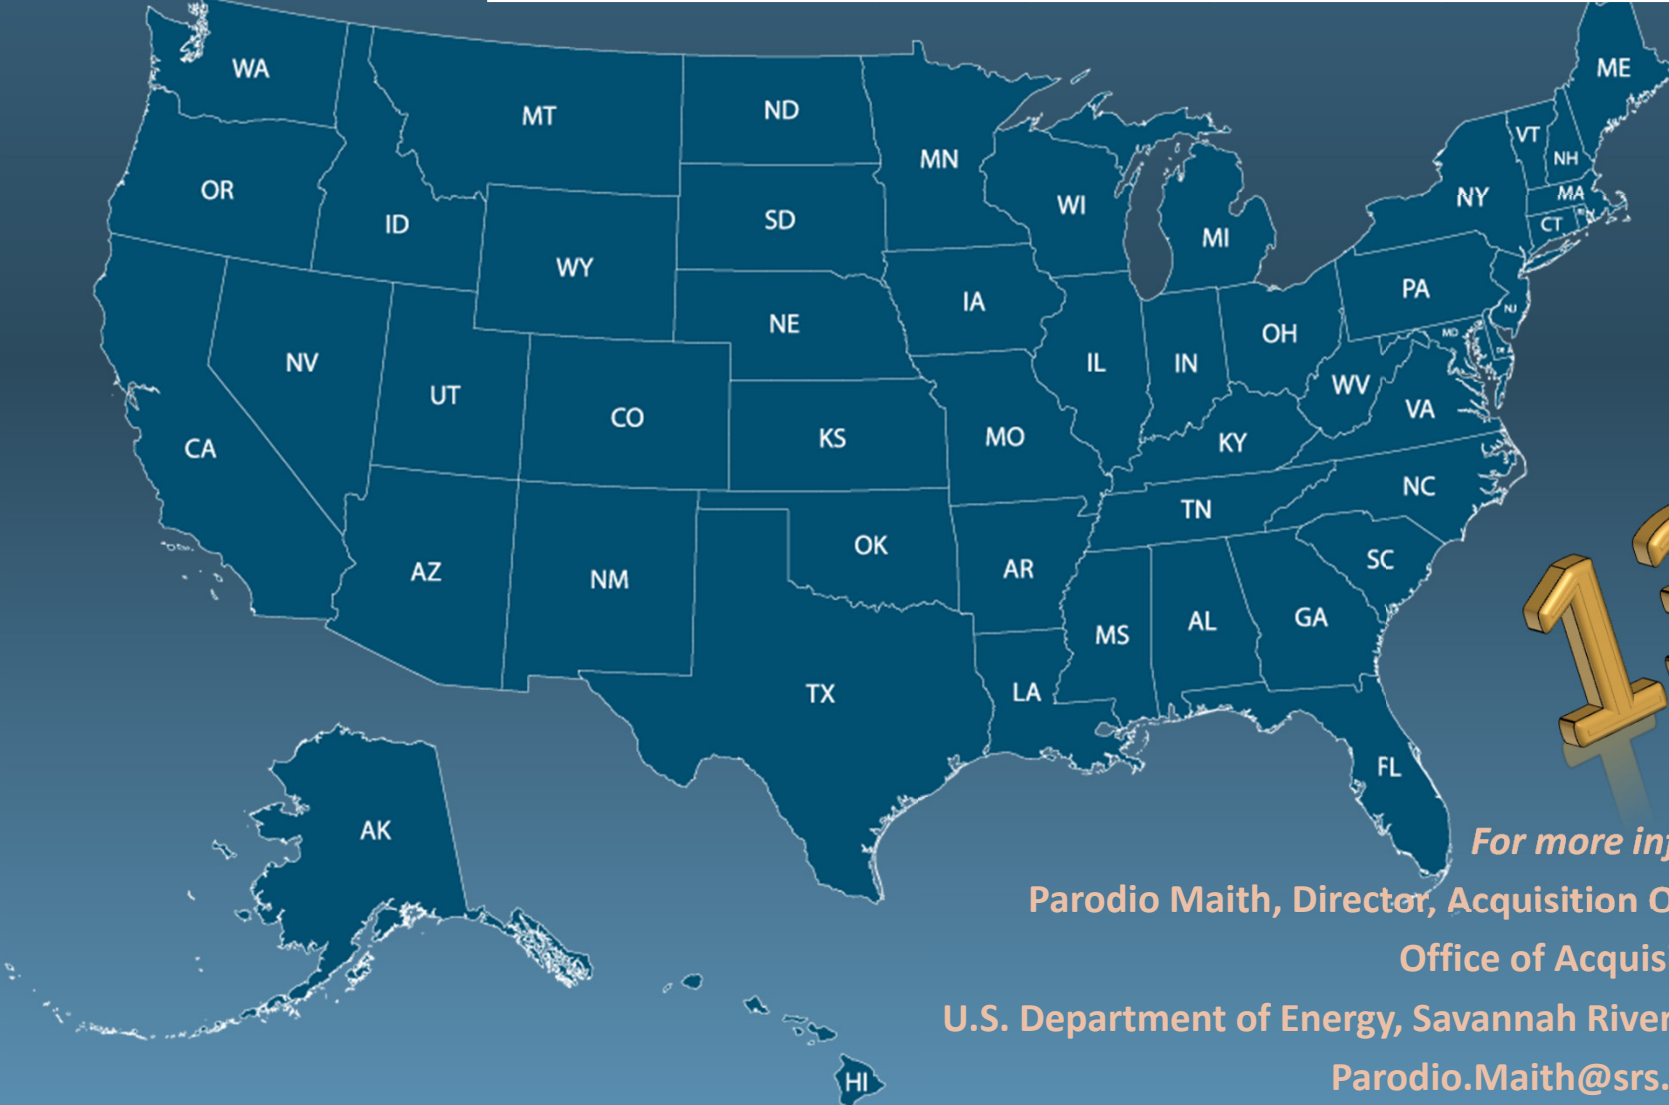 WA
MT
ND
MN
ME
VT
NH
OR
ID
SD
WI
MI
NY
MA
CT
WY
IA
PA
NE
NJ
NV
UT
CO
KS
MO
IL
IN
OH
MD
WV
VA
KY
CA
NC
TN
AZ
NM
OK
AR
SC
MS
AL
GA
TX
LA
FL
AK
HI
1
For more inf
Parodio Maith, Director, Acquisition O
Office of Acquis
U.S. Department of Energy, Savannah River
Parodio.Maith@srs.